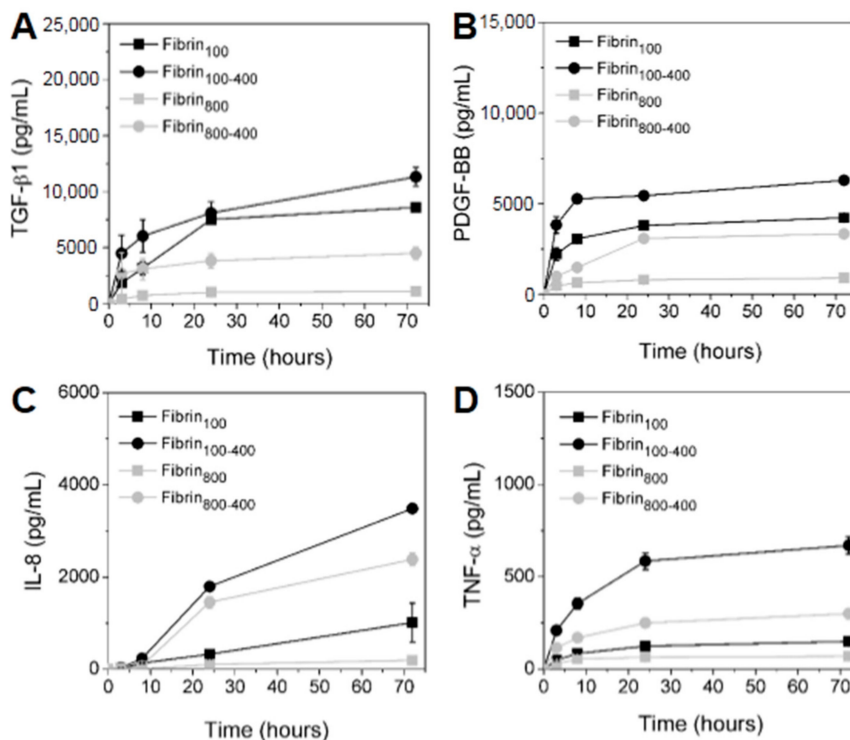 A
25,000
20,000
15,000
10,000
5000
0
TGF-β1 (pg/mL)
Fibrin100
Fibrin100-400
Fibrin800
Fibrin800-400
0 10 20 30 40 50 60 70
Time (hours)
B
15,000
10,000
5000
0
PDGF-BB (pg/mL)
Fibrin100
Fibrin100-400
Fibrin800
Fibrin800-400
0 10 20 30 40 50 60 70
Time (hours)
C
6000
4000
2000
0
IL-8 (pg/mL)
Fibrin100
Fibrin100-400
Fibrin800
Fibrin800-400
0 10 20 30 40 50 60 70
Time (hours)
D
1500
1000
500
0
TNF-α (pg/mL)
Fibrin100
Fibrin100-400
Fibrin800
Fibrin800-400
0 10 20 30 40 50 60 70
Time (hours)